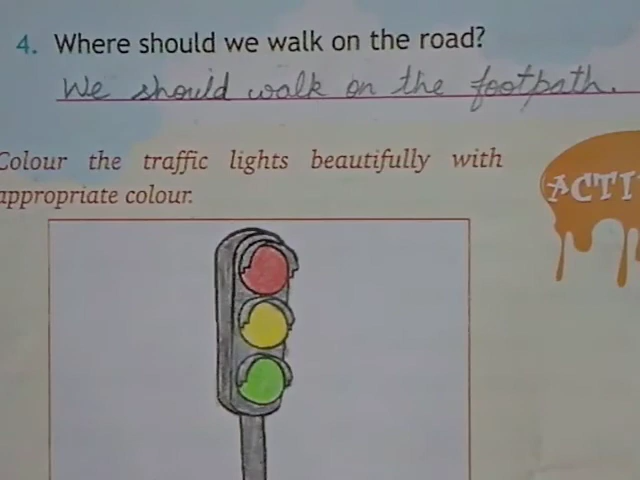 4. Where should we walk on the road?
We should walk on the footpath.
Colour the traffic lights beautifully with
appropriate colour.
ACTI